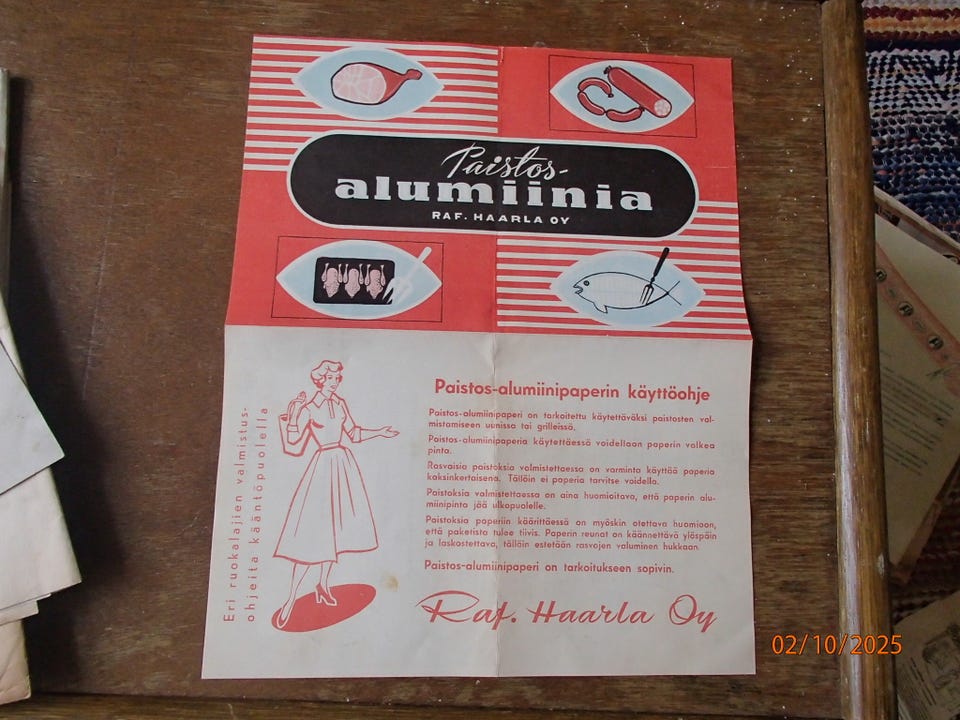 Paistos-
alumiinia
RAF. HAARLA OY
Paistos-alumiinipaperin käyttöohje
Paistos-alumiinipaperi on tarkoitettu käytettäväksi paistosten val-
mistamiseen uunissa tai grilleissä.
Paistos-alumiinipaperia käytettäessä voidellaan paperin valkea
pinta.
Rasvaisia paistoksia valmistettaessa on varminta käyttää paperia
kaksinkertaisena. Tällöin ei paperia tarvitse voidella.
Paistoksia valmistettaessa on aina huomioitava, että paperin alu-
miinipinta jää ulkopuolelle.
Paistoksia paperiin käärittäessä on myöskin otettava huomioon,
että paketista tulee tiivis. Paperin reunat on käännettävä ylöspäin
ja laskostettava, tällöin estetään rasvojen valuminen hukkaan.
Paistos-alumiinipaperi on tarkoitukseen sopivin.
Raf. Haarla Oy
Eri ruokalajien valmistus-
ohjeita kääntöpuolella
02/10/2025